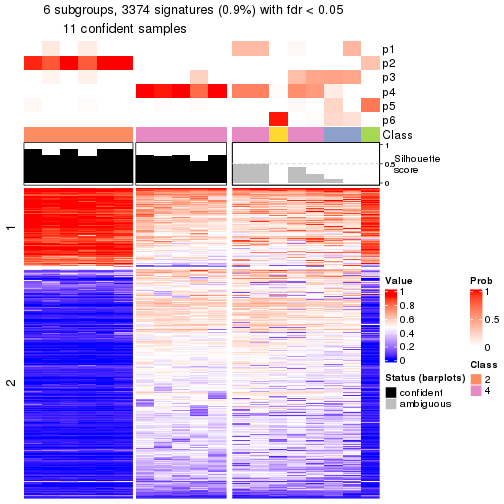 6 subgroups, 3374 signatures (0.9%) with fdr < 0.05
11 confident samples
p1
p2
p3
p4
p5
p6
Class
1
0.5
0
Silhouette
score
1
2
Value
1
0.8
0.6
0.4
0.2
0
Prob
1
0.5
0
Status (barplots)
confident
ambiguous
Class
2
4